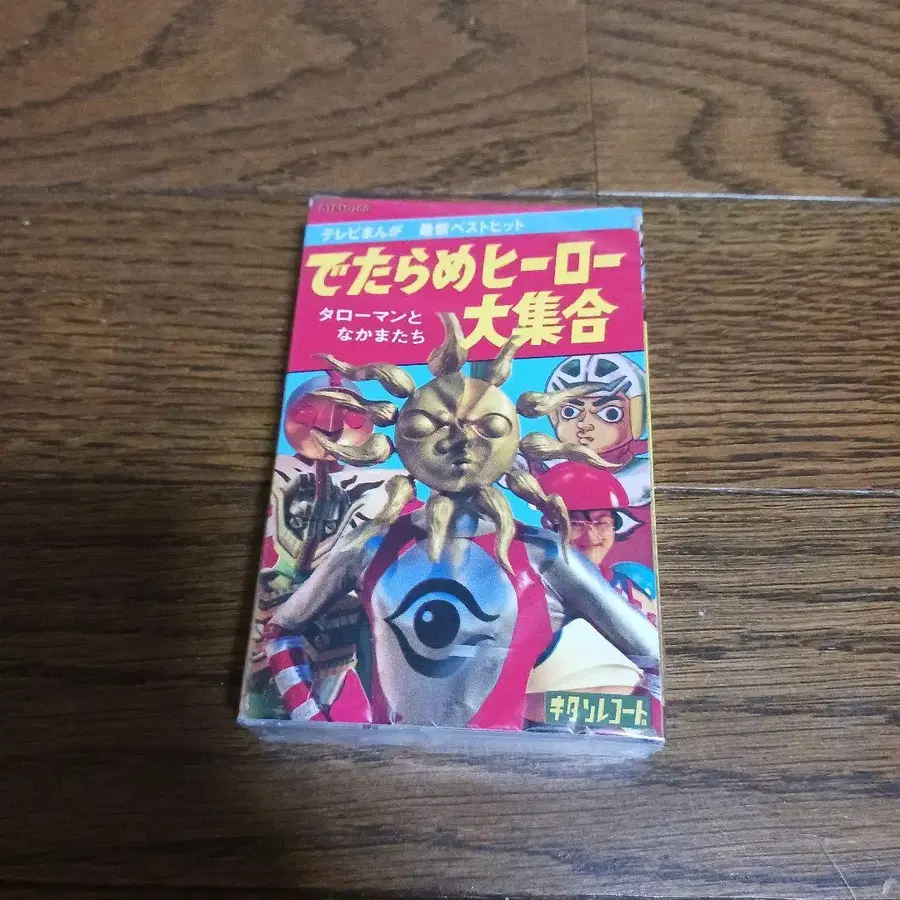 テレビまんが 最新ベストヒット
でたらめヒーロー
大集合
タローマンと
なかまたち
キタンレコード